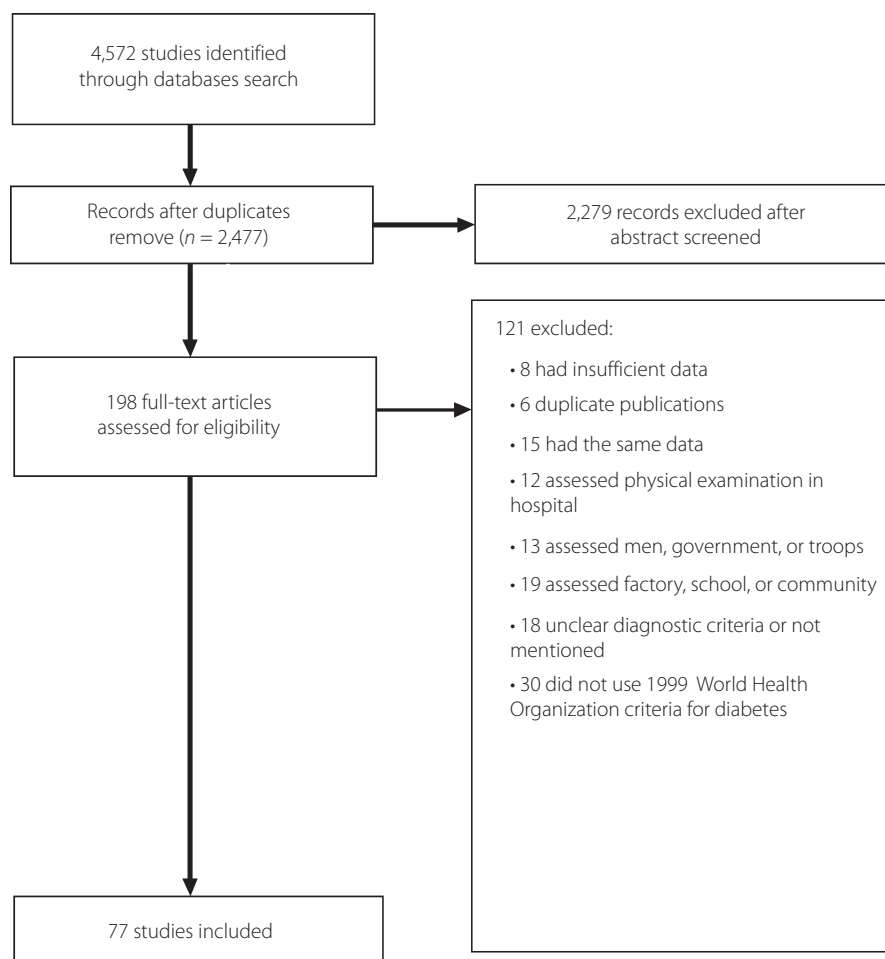 4,572 studies identified
through databases search
Records after duplicates
remove (n = 2,477)
2,279 records excluded after
abstract screened
198 full-text articles
assessed for eligibility
121 excluded:
• 8 had insufficient data
• 6 duplicate publications
• 15 had the same data
• 12 assessed physical examination in
hospital
• 13 assessed men, government, or troops
• 19 assessed factory, school, or community
• 18 unclear diagnostic criteria or not
mentioned
• 30 did not use 1999 World Health
Organization criteria for diabetes
77 studies included